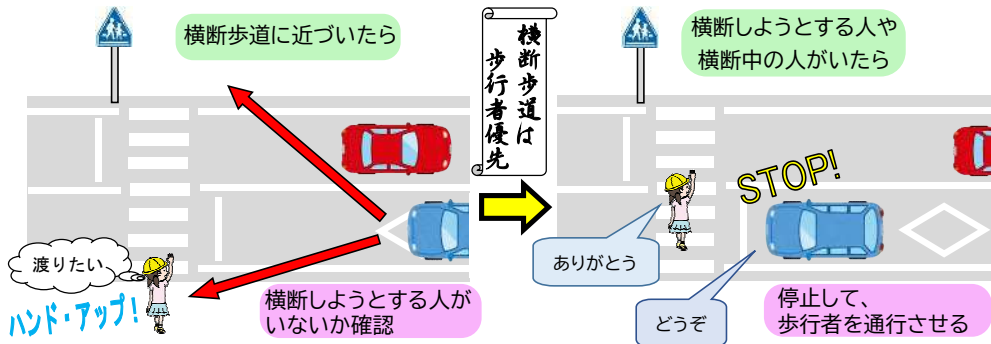 横断歩道に近づいたら
渡りたい
ハンド・アップ!
横断しようとする人が
いないか確認
横断歩道は
歩行者優先
横断しようとする人や
横断中の人がいたら
STOP!
ありがとう
どうぞ
停止して、
歩行者を通行させる